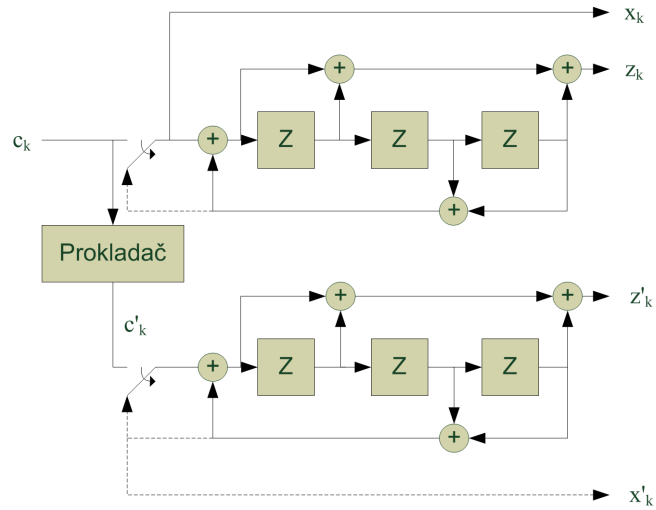 x_k
+ + z_k
c_k + Z Z Z
+
Prokladač
c'_k
+ + z'_k
+ Z Z Z
+
x'_k